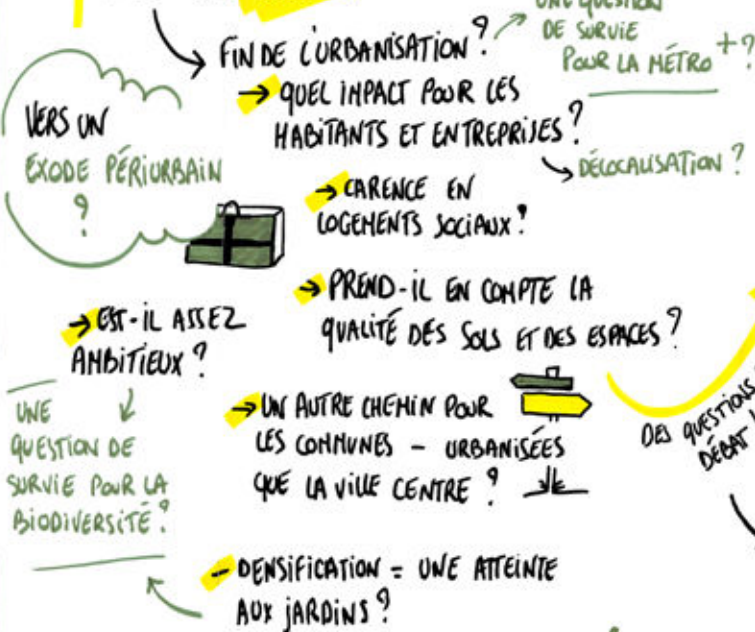 UNE QUESTION
DE SURVIE
POUR LA MÉTRO + ?
FIN DE L'URBANISATION ?
→ QUEL IMPACT POUR LES
HABITANTS ET ENTREPRISES ?
DÉLOCALISATION ?
VERS UN
EXODE PÉRIURBAIN
?
→ CARENCE EN
LOGEMENTS SOCIAUX ?
→ PREND-IL EN COMPTE LA
QUALITÉ DES SOLS ET DES ESPACES ?
→ EST-IL ASSEZ
AMBITIEUX ?
UNE
QUESTION DE
SURVIE POUR LA
BIODIVERSITÉ ?
→ UN AUTRE CHEMIN POUR
LES COMMUNES - URBANISÉES
QUE LA VILLE CENTRE ?
DES QUESTIONS
DÉBAT
- DENSIFICATION = UNE ATTEINTE
AUX JARDINS ?